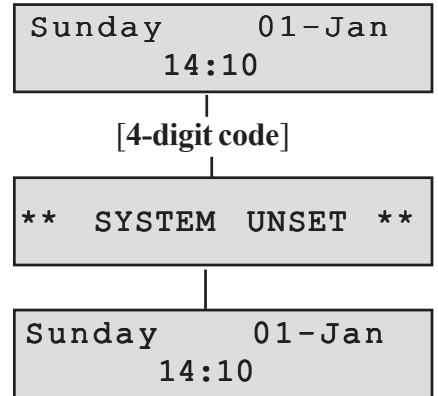 Sunday 01-Jan
14:10
[4-digit code]
** SYSTEM UNSET **
Sunday 01-Jan
14:10